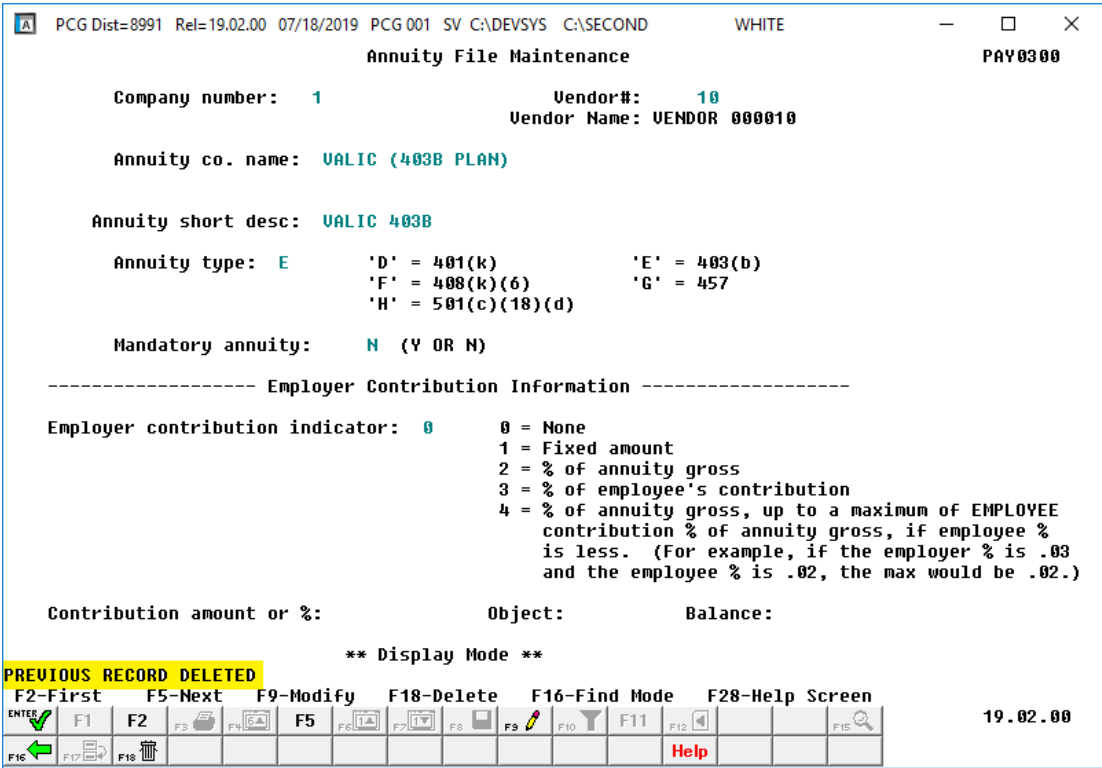 PCG Dist=8991 Rel=19.02.00 07/18/2019 PCG 001 SV C:\DEVSYS C:\SECOND WHITE
Annuity File Maintenance PAY0300
Company number: 1 Vendor#: 10
Vendor Name: VENDOR 000010
Annuity co. name: VALIC (403B PLAN)
Annuity short desc: VALIC 403B
Annuity type: E 'D' = 401(k) 'E' = 403(b)
'F' = 408(k)(6) 'G' = 457
'H' = 501(c)(18)(d)
Mandatory annuity: N (Y OR N)
------------------- Employer Contribution Information -------------------
Employer contribution indicator: 0 0 = None
1 = Fixed amount
2 = % of annuity gross
3 = % of employee's contribution
4 = % of annuity gross, up to a maximum of EMPLOYEE
contribution % of annuity gross, if employee %
is less. (For example, if the employer % is .03
and the employee % is .02, the max would be .02.)
Contribution amount or %: Object: Balance:
** Display Mode **
PREVIOUS RECORD DELETED
F2-First F5-Next F9-Modify F18-Delete F16-Find Mode F28-Help Screen
ENTER F1 F2 F3 F4 F5 F6 F7 F8 F9 F10 F11 F12 F15 19.02.00
F16 F17 F18 Help